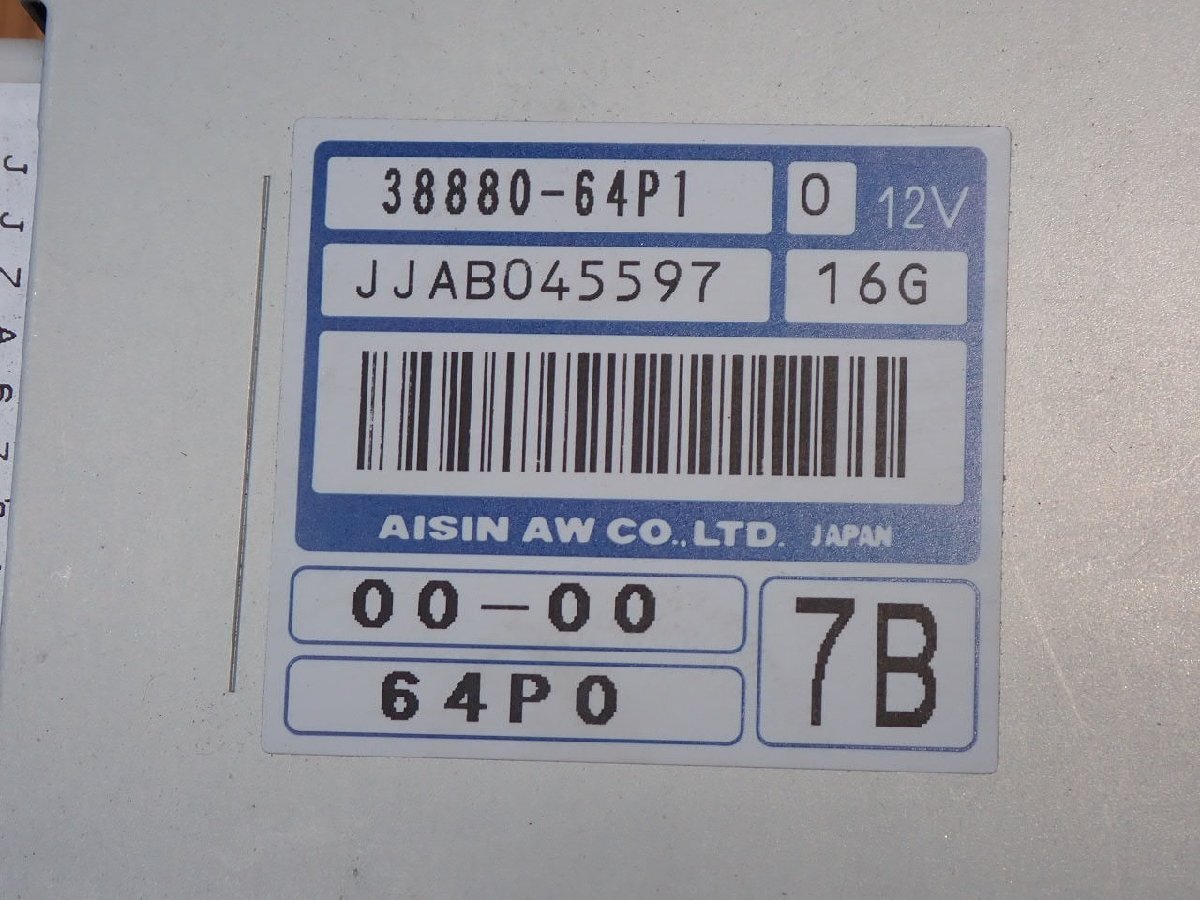 38880-64P1 0 12V
JJAB045597 16G
AISIN AW CO.,LTD. JAPAN
00-00
7B
64P0